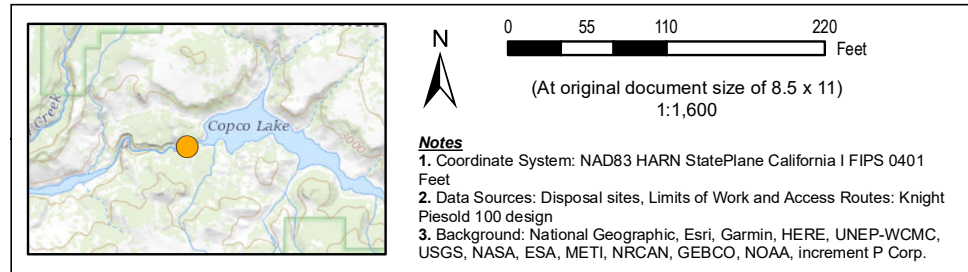 Creek
Copco Lake
3000
N
0 55 110 220
Feet
(At original document size of 8.5 x 11)
1:1,600
Notes
1. Coordinate System: NAD83 HARN StatePlane California I FIPS 0401
Feet
2. Data Sources: Disposal sites, Limits of Work and Access Routes: Knight
Piesold 100 design
3. Background: National Geographic, Esri, Garmin, HERE, UNEP-WCMC,
USGS, NASA, ESA, METI, NRCAN, GEBCO, NOAA, increment P Corp.